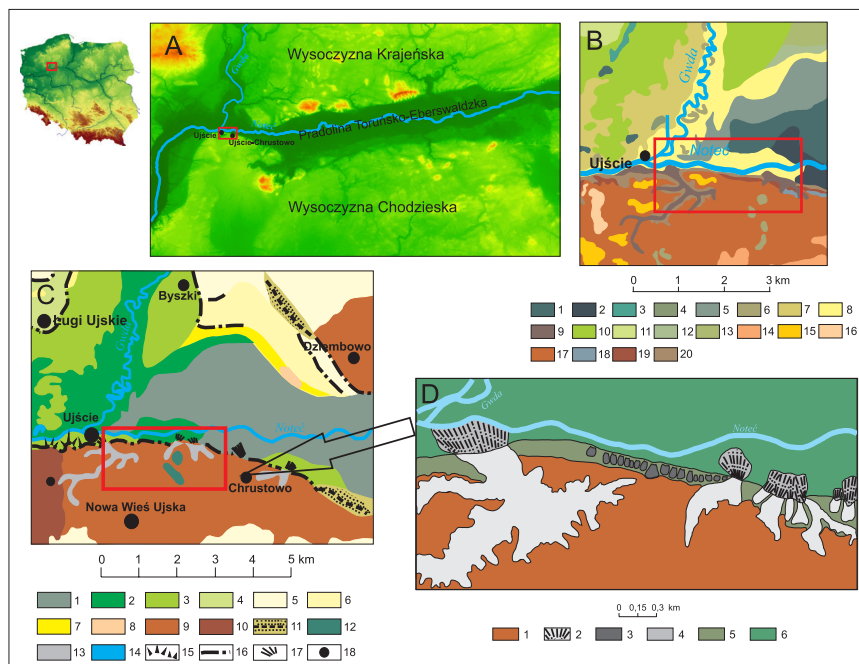 A
Wysoczyzna Krajeńska
Gwda
Noteć
Pradolina Toruńsko-Eberswaldzka
Ujście
Ujście-Chrustowo
Wysoczyzna Chodzieska
B
Gwda
Ujście
Noteć
0 1 2 3 km
1 2 3 4 5 6 7 8
9 10 11 12 13 14 15 16
17 18 19 20
C
Byszki
Ługi Ujskie
Gwda
Dziembowo
Ujście
Noteć
Chrustowo
Nowa Wieś Ujska
0 1 2 3 4 5 km
1 2 3 4 5 6
7 8 9 10 11 12
13 14 15 16 17 18
D
Gwda
Noteć
0 0,15 0,3 km
1 2 3 4 5 6